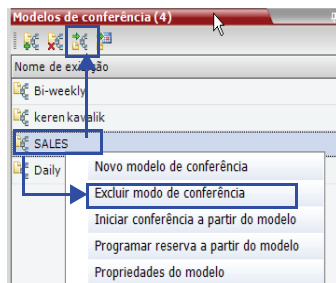 Modelos de conferência (4)
Nome de exibição
Bi-weekly
keren kavalik
SALES
Daily
Novo modelo de conferência
Excluir modo de conferência
Iniciar conferência a partir do modelo
Programar reserva a partir do modelo
Propriedades do modelo